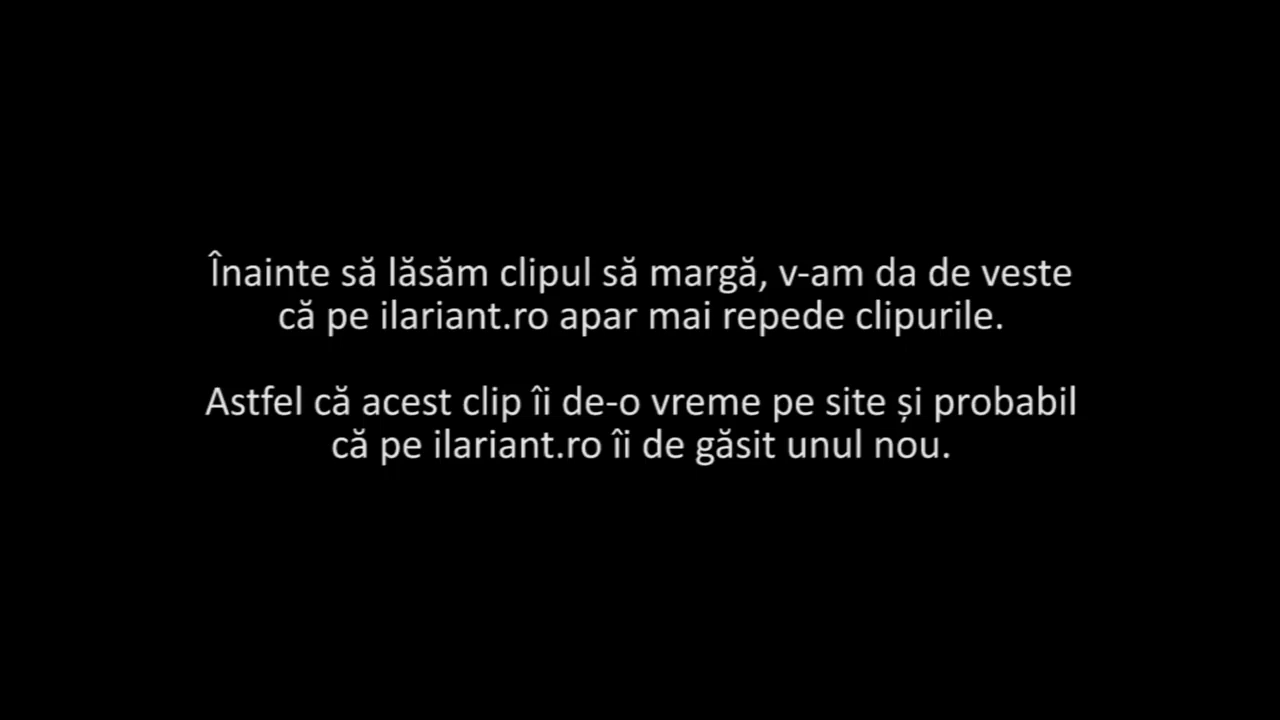 Înainte să lăsăm clipul să margă, v-am da de veste
că pe ilariant.ro apar mai repede clipurile.
Astfel că acest clip îi de-o vreme pe site și probabil
că pe ilariant.ro îi de găsit unul nou.